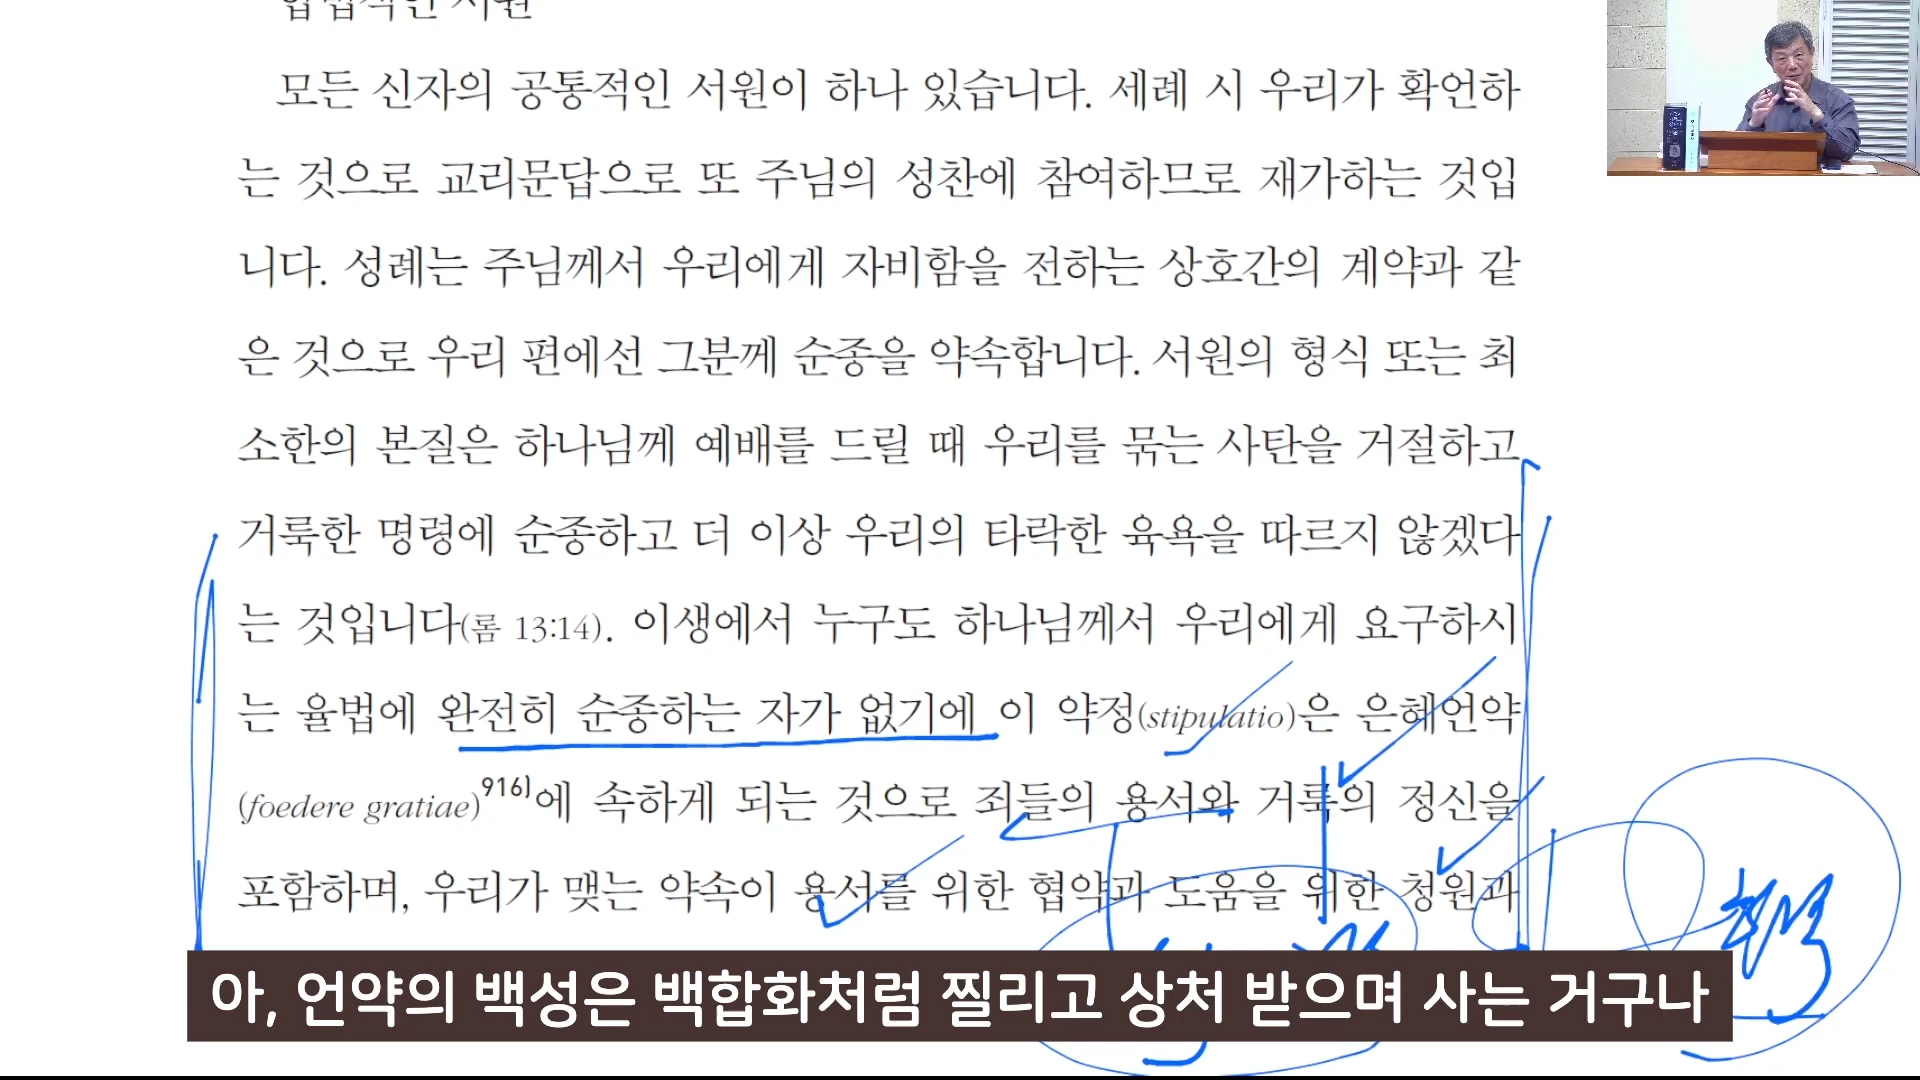 합법적인 서원
모든 신자의 공통적인 서원이 하나 있습니다. 세례 시 우리가 확언하
는 것으로 교리문답으로 또 주님의 성찬에 참여하므로 재가하는 것입
니다. 성례는 주님께서 우리에게 자비함을 전하는 상호간의 계약과 같
은 것으로 우리 편에선 그분께 순종을 약속합니다. 서원의 형식 또는 최
소한의 본질은 하나님께 예배를 드릴 때 우리를 묶는 사탄을 거절하고
거룩한 명령에 순종하고 더 이상 우리의 타락한 육욕을 따르지 않겠다
는 것입니다(롬 13:14). 이생에서 누구도 하나님께서 우리에게 요구하시
는 율법에 완전히 순종하는 자가 없기에 이 약정(stipulatio)은 은혜언약
(foedere gratiae)916)에 속하게 되는 것으로 죄들의 용서와 거룩의 정신을
포함하며, 우리가 맺는 약속이 용서를 위한 협약과 도움을 위한 청원과
아, 언약의 백성은 백합화처럼 찔리고 상처 받으며 사는 거구나